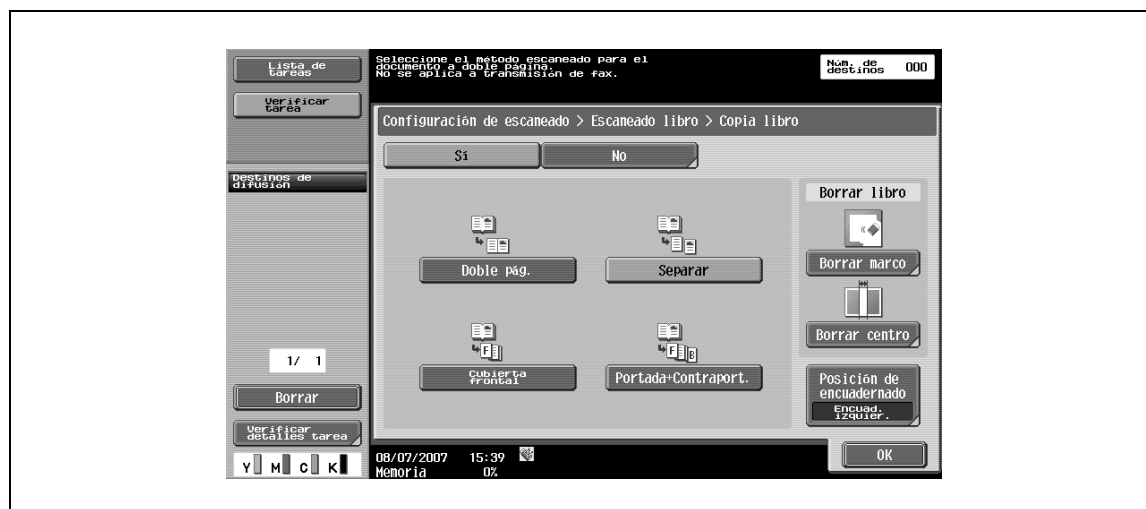 Lista de
tareas
Verificar
tarea
Destinos de
difusión
1/ 1
Borrar
Verificar
detalles tarea
Y M C K
Seleccione el método escaneado para el
documento a doble página.
No se aplica a transmisión de fax.
Núm. de
destinos 000
Configuración de escaneado > Escaneado libro > Copia libro
Sí No
Doble pág. Separar
F F B
Cubierta
frontal
Portada+Contraport.
Borrar libro
Borrar marco
Borrar centro
Posición de
encuadernado
Encuad.
izquier.
08/07/2007 15:39
Memoria 0%
OK